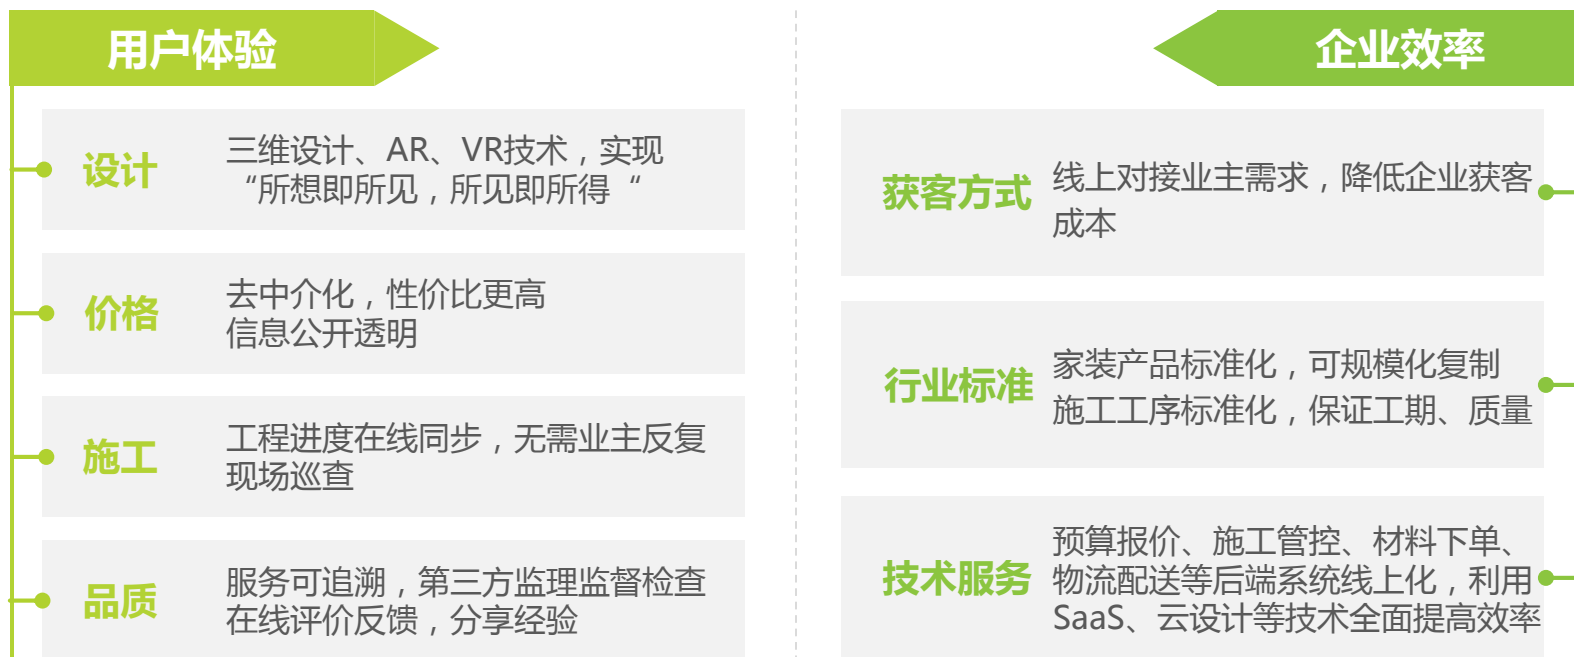 用户体验
设计
三维设计、AR、VR技术，实现
“所想即所见，所见即所得“
价格
去中介化，性价比更高
信息公开透明
施工
工程进度在线同步，无需业主反复
现场巡查
品质
服务可追溯，第三方监理监督检查
在线评价反馈，分享经验
企业效率
获客方式
线上对接业主需求，降低企业获客
成本
行业标准
家装产品标准化，可规模化复制
施工工序标准化，保证工期、质量
技术服务
预算报价、施工管控、材料下单、
物流配送等后端系统线上化，利用
SaaS、云设计等技术全面提高效率